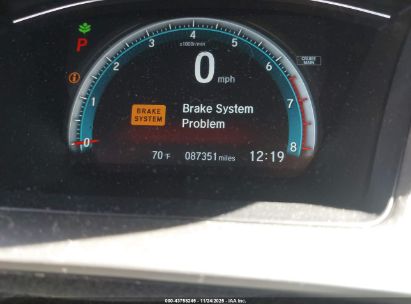 P
4
3
5
x1000r/min
2
6
CRUISE
MAIN
0
mph
1
7
BRAKE
SYSTEM
Brake System
Problem
0
8
70°F
087351 miles
12:19